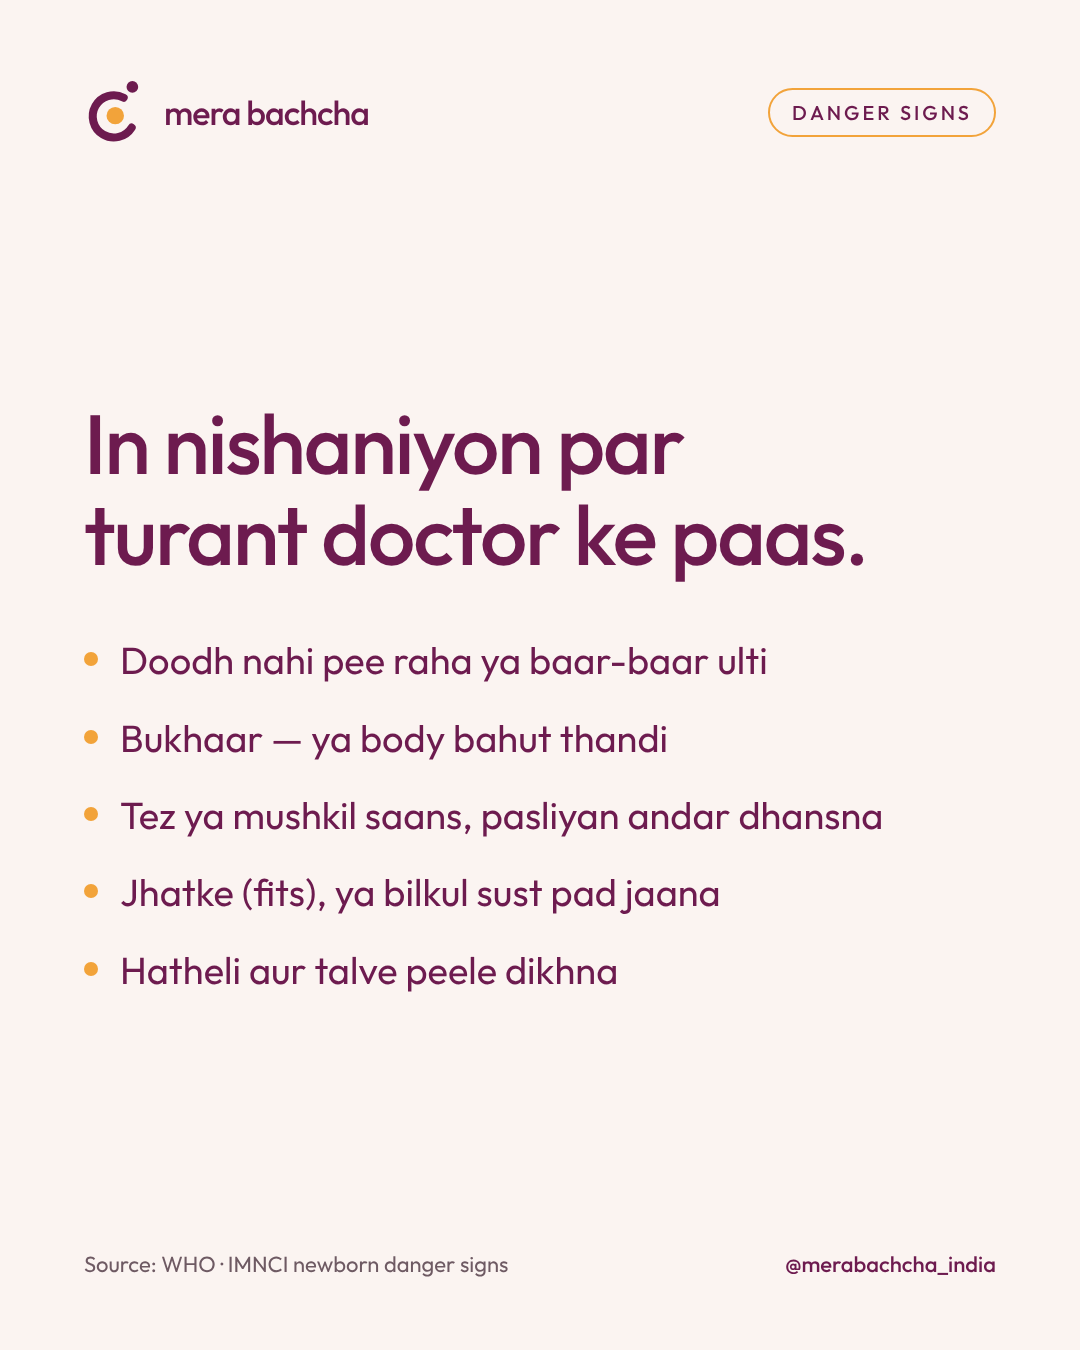 mera bachcha
DANGER SIGNS
In nishaniyon par
turant doctor ke paas.
Doodh nahi pee raha ya baar-baar ulti
Bukhaar — ya body bahut thandi
Tez ya mushkil saans, pasliyan andar dhansna
Jhatke (fits), ya bilkul sust pad jaana
Hatheli aur talve peele dikhna
Source: WHO · IMNCI newborn danger signs
@merabachcha_india